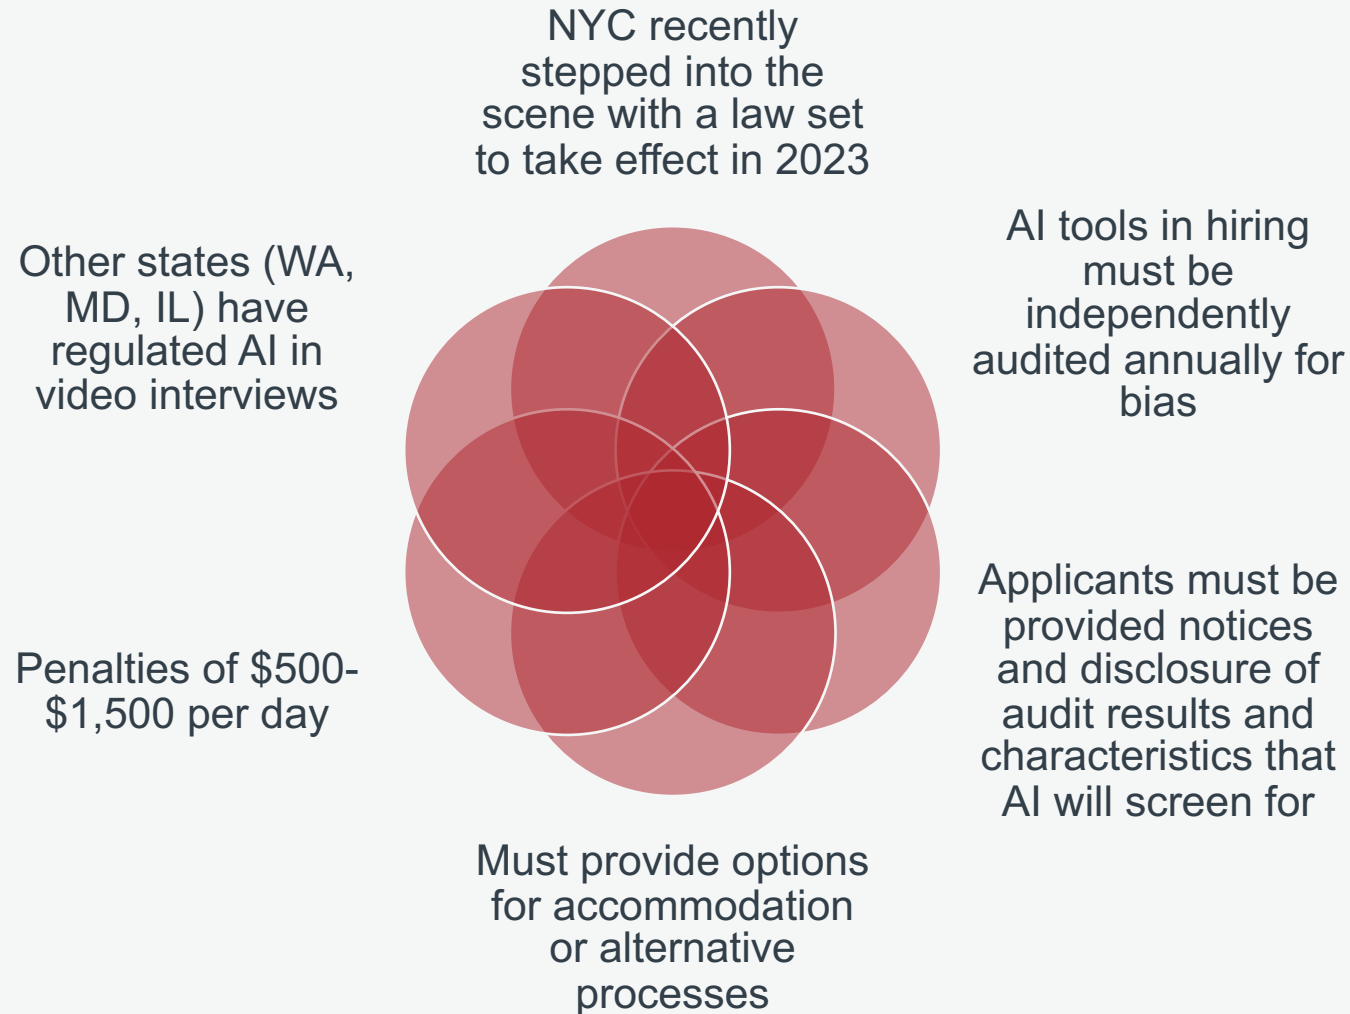 NYC recently
stepped into the
scene with a law set
to take effect in 2023
AI tools in hiring
must be
independently
audited annually for
bias
Applicants must be
provided notices
and disclosure of
audit results and
characteristics that
AI will screen for
Must provide options
for accommodation
or alternative
processes
Penalties of $500-
$1,500 per day
Other states (WA,
MD, IL) have
regulated AI in
video interviews